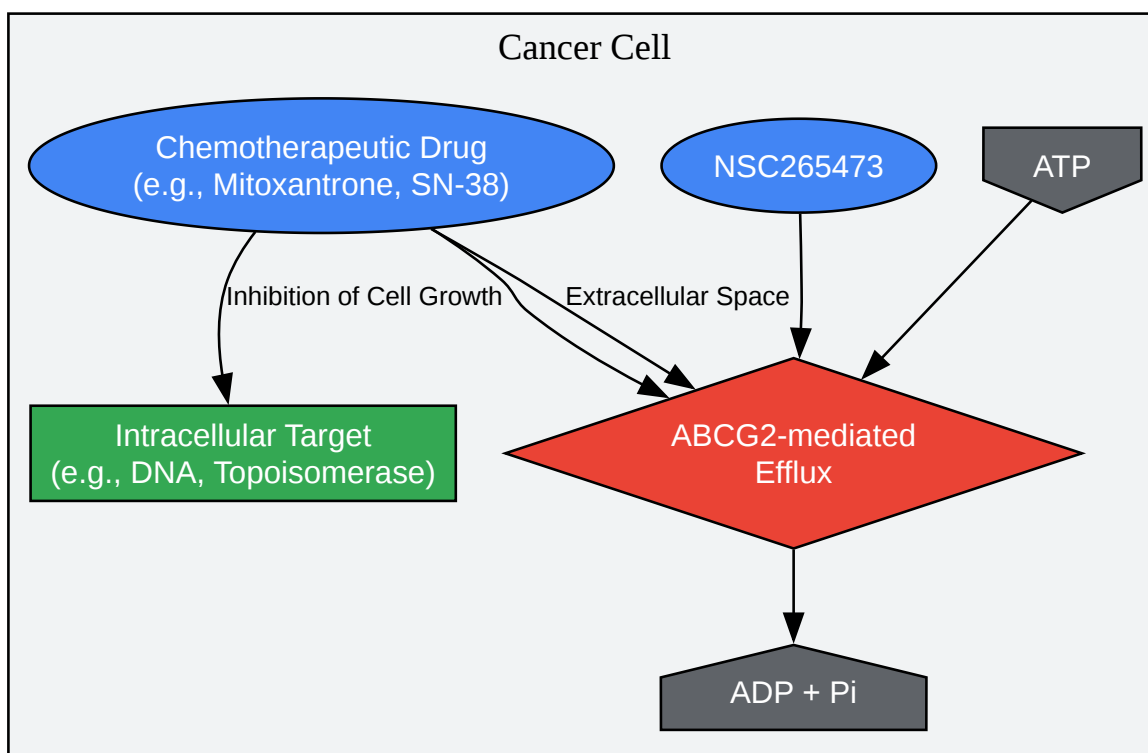 Cancer Cell
Chemotherapeutic Drug
(e.g., Mitoxantrone, SN-38)
NSC265473
ATP
Inhibition of Cell Growth
Extracellular Space
Intracellular Target
(e.g., DNA, Topoisomerase)
ABCG2-mediated
Efflux
ADP + Pi